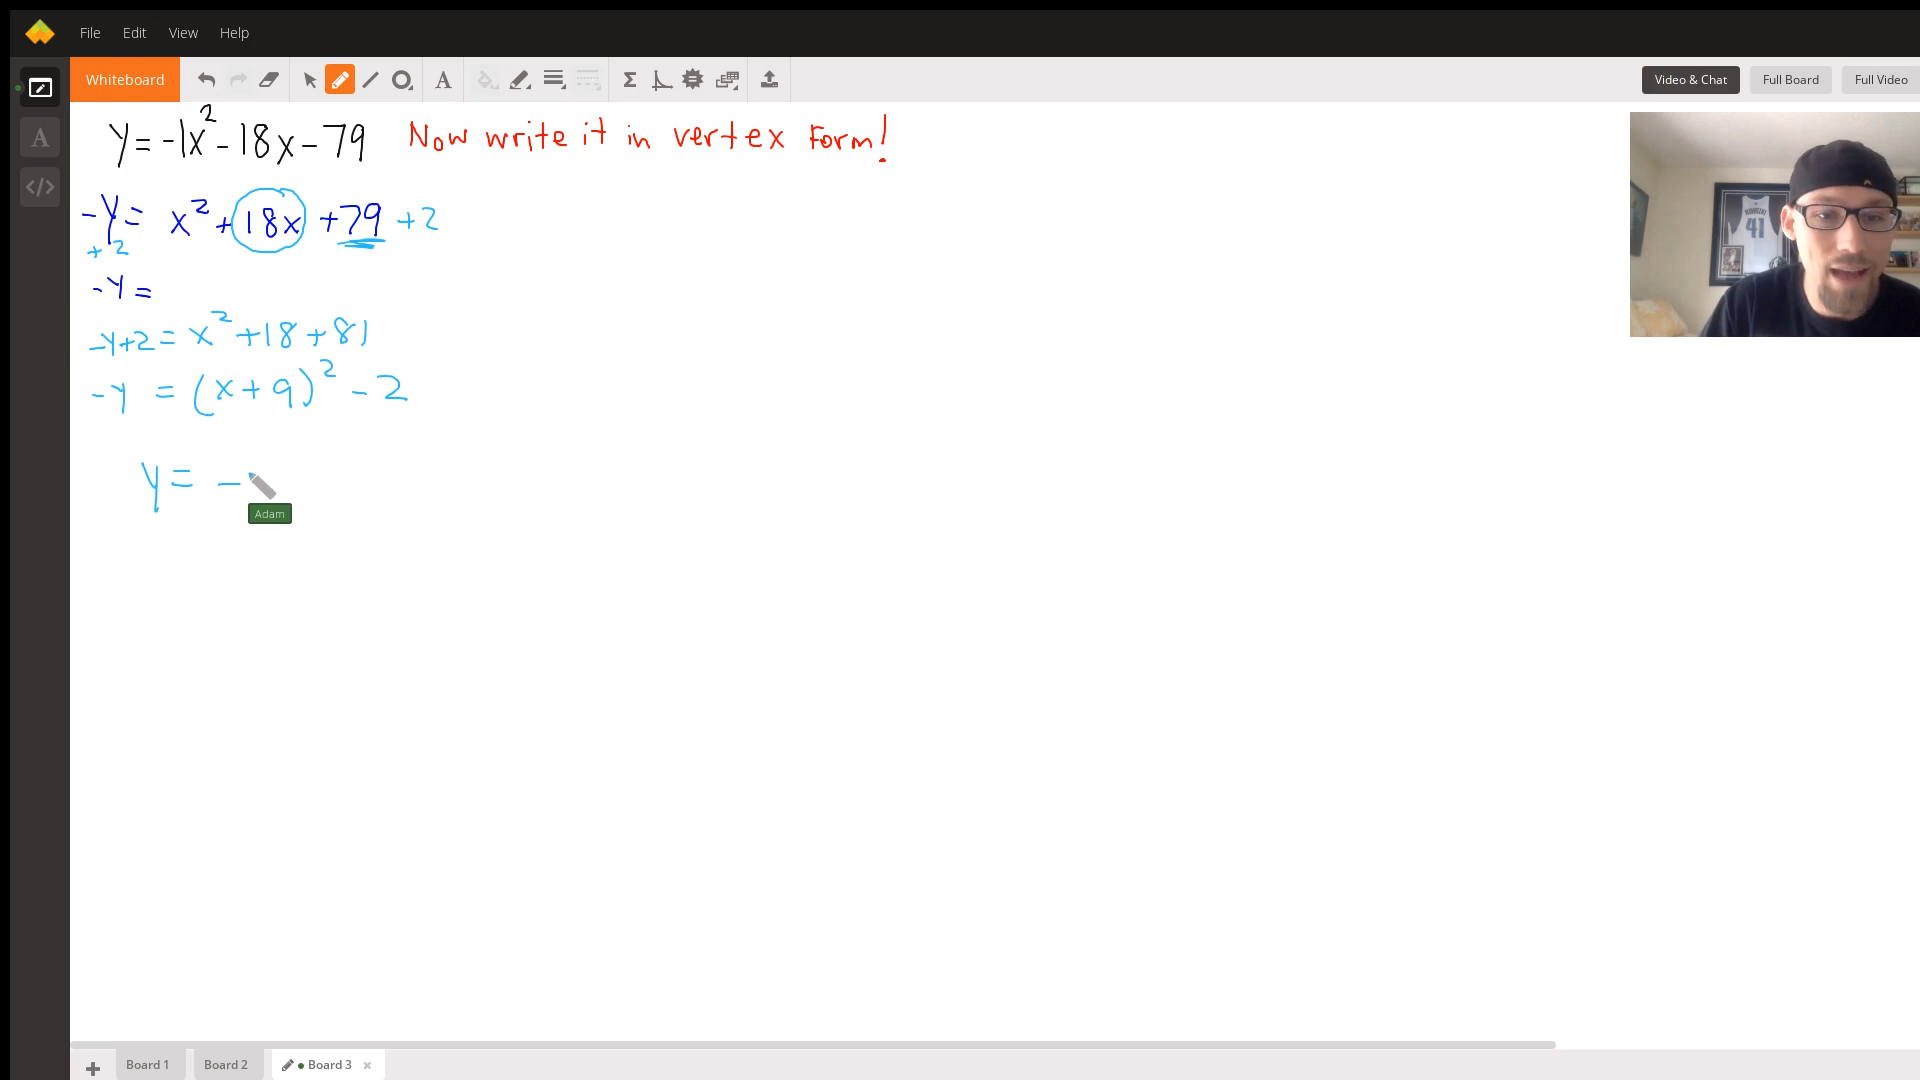 File Edit View Help
Whiteboard A Σ Video & Chat Full Board Full Video
A
</>
y = -1x² - 18x - 79 Now write it in vertex form!
-y = x² + 18x + 79 + 2
+ 2
-y =
-y+2 = x² + 18 + 81
-y = (x + 9)² - 2
y = -
Adam
41
+ Board 1 Board 2 Board 3 ×